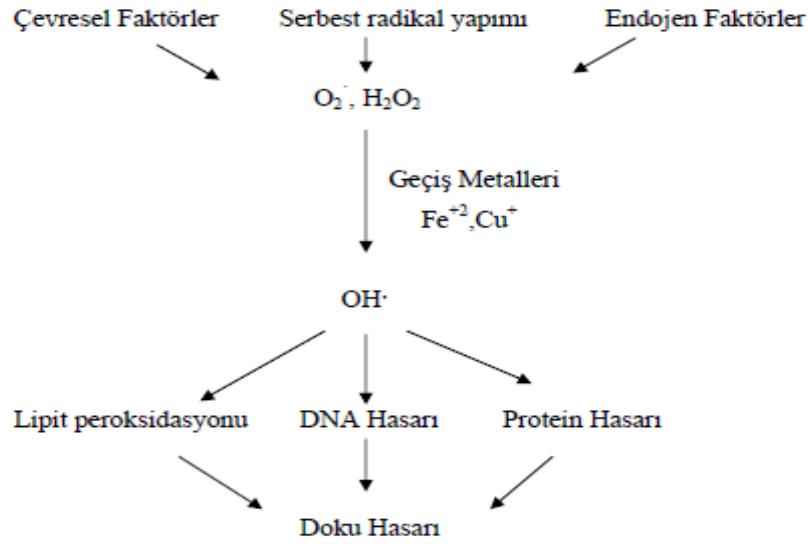 Çevresel Faktörler Serbest radikal yapımı Endojen Faktörler
O₂˙, H₂O₂
Geçiş Metalleri
Fe⁺²,Cu⁺
OH·
Lipit peroksidasyonu DNA Hasarı Protein Hasarı
Doku Hasarı